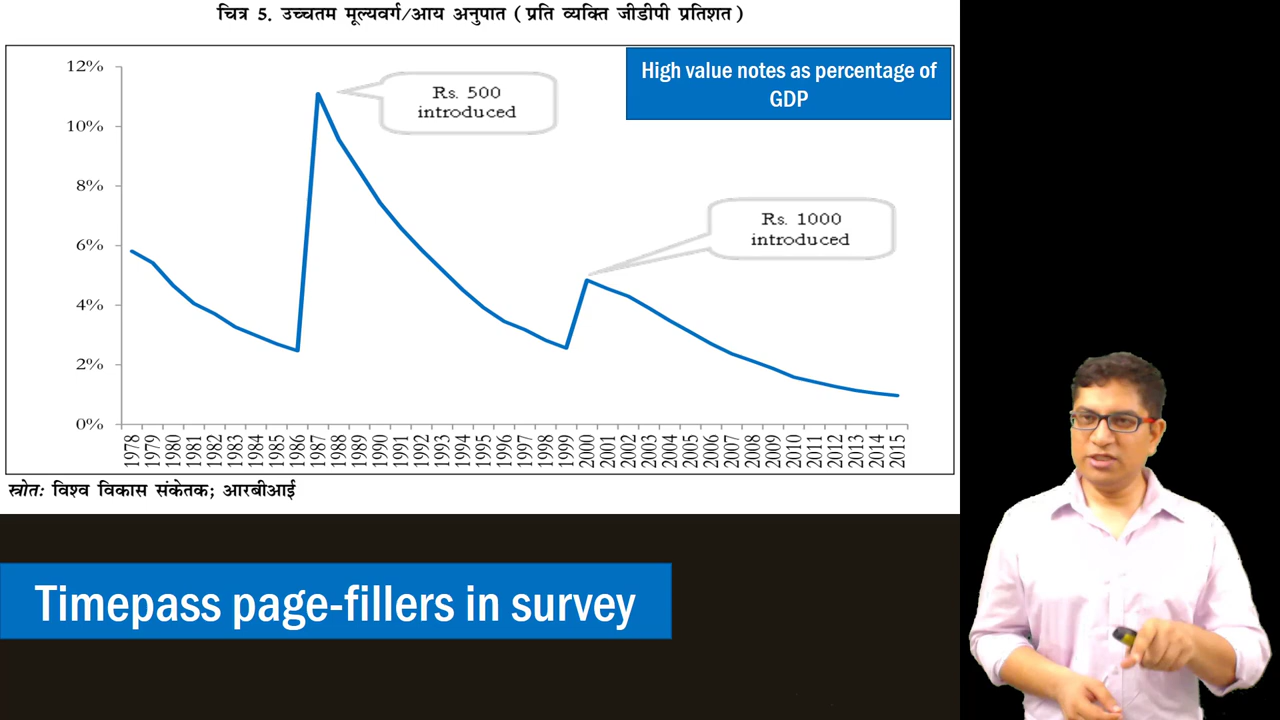 चित्र 5. उच्चतम मूल्यवर्ग/आय अनुपात (प्रति व्यक्ति जीडीपी प्रतिशत)
High value notes as percentage of
GDP
12%
10%
8%
6%
4%
2%
0%
Rs. 500
introduced
Rs. 1000
introduced
1978 1979 1980 1981 1982 1983 1984 1985 1986 1987 1988 1989 1990 1991 1992 1993 1994 1995 1996 1997 1998 1999 2000 2001 2002 2003 2004 2005 2006 2007 2008 2009 2010 2011 2012 2013 2014 2015
स्त्रोत: विश्व विकास संकेतक; आरबीआई
Timepass page-fillers in survey